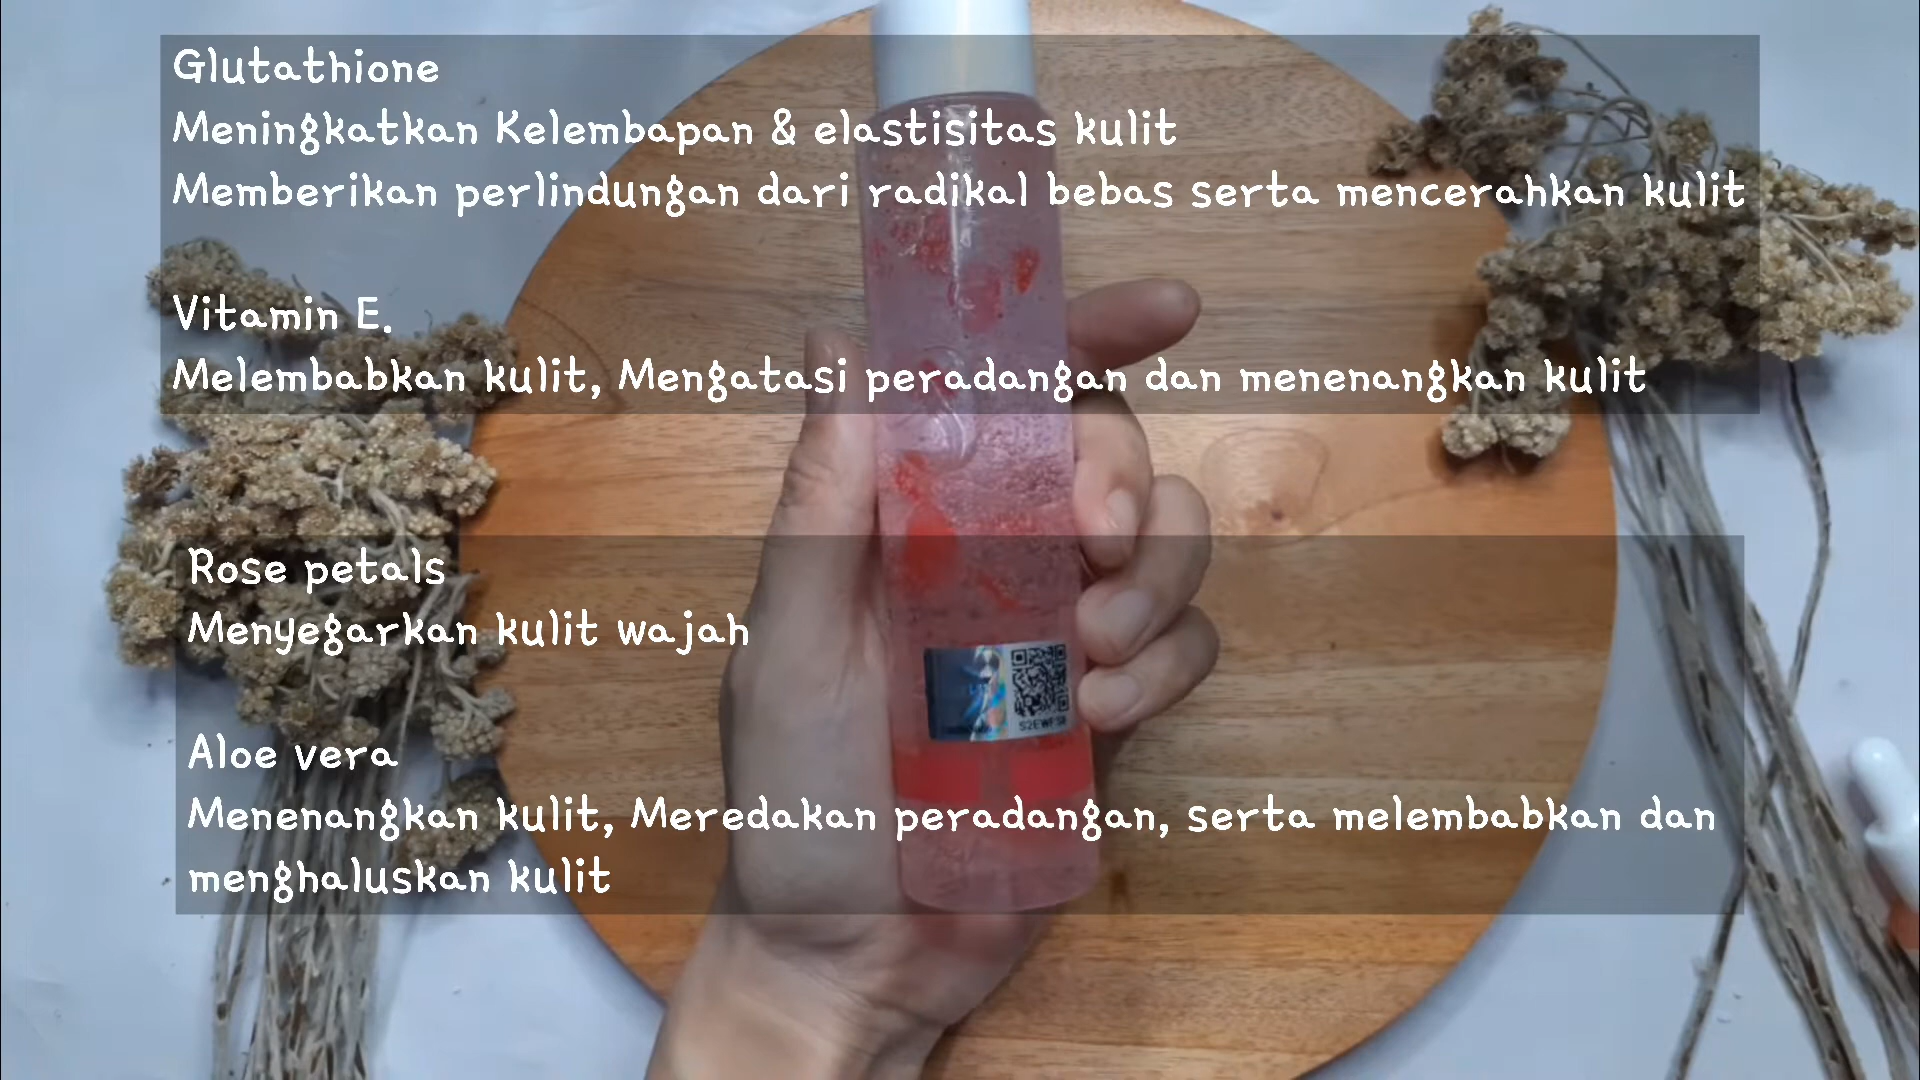 Glutathione
Meningkatkan Kelembapan & elastisitas kulit
Memberikan perlindungan dari radikal bebas serta mencerahkan kulit
Vitamin E.
Melembabkan kulit, Mengatasi peradangan dan menenangkan kulit
Rose petals
Menyegarkan kulit wajah
Aloe vera
Menenangkan kulit, Meredakan peradangan, serta melembabkan dan
menghaluskan kulit